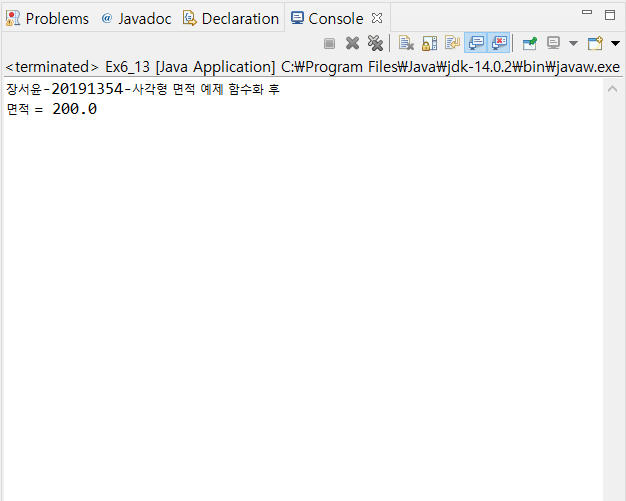 Problems @ Javadoc Declaration Console
<terminated> Ex6_13 [Java Application] C:₩Program Files₩Java₩jdk-14.0.2₩bin₩javaw.exe
장서윤-20191354-사각형 면적 예제 함수화 후
면적 = 200.0